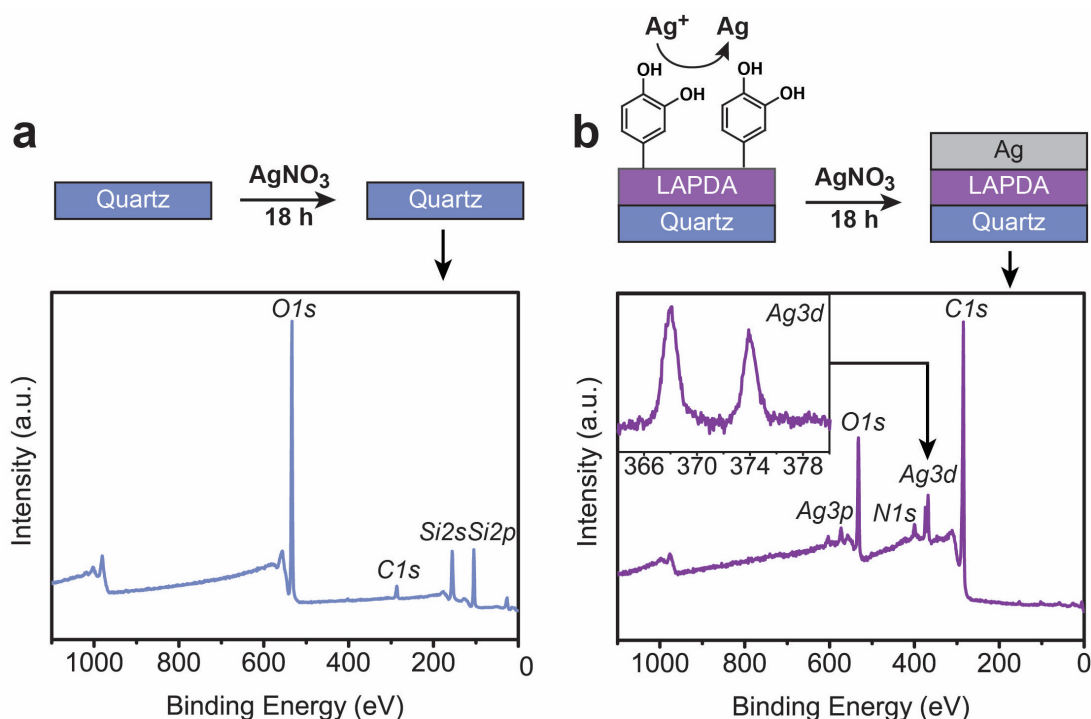 a
Quartz
AgNO3
18 h
Quartz
O1s
C1s
Si2s
Si2p
Intensity (a.u.)
1000
800
600
400
200
0
Binding Energy (eV)
b
Ag+
Ag
OH
OH
OH
OH
LAPDA
Quartz
AgNO3
18 h
Ag
LAPDA
Quartz
Ag3d
366
370
374
378
C1s
O1s
Ag3d
Ag3p
N1s
Intensity (a.u.)
1000
800
600
400
200
0
Binding Energy (eV)